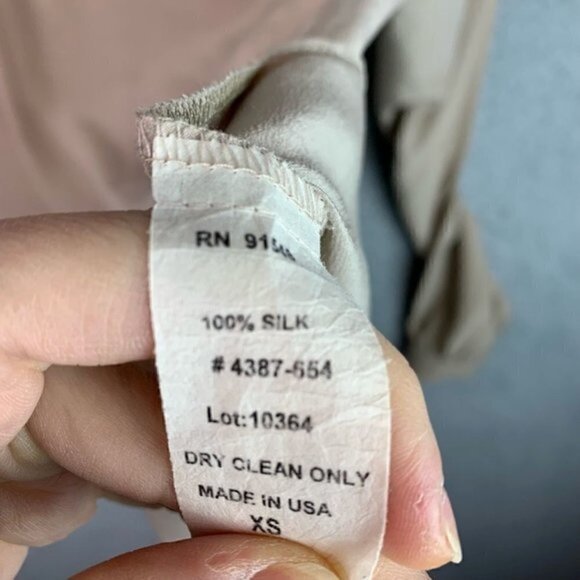 RN
100% SILK
# 4387-654
Lot:10364
DRY CLEAN ONLY
MADE IN USA
XS